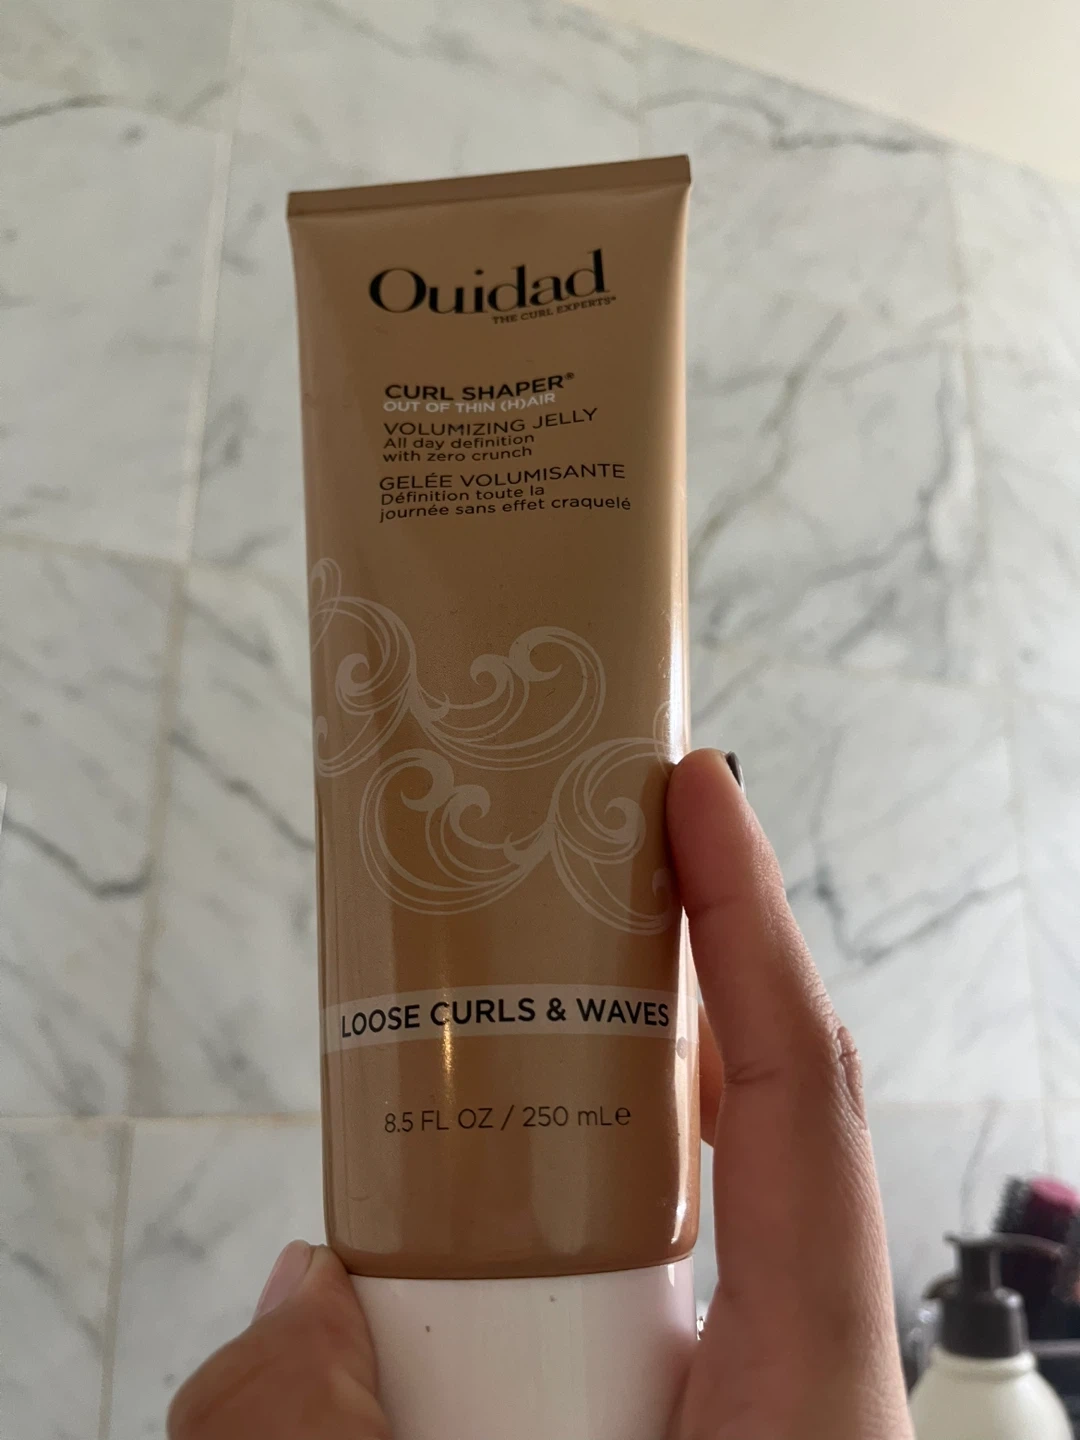 Ouidad
THE CURL EXPERTS®
CURL SHAPER®
OUT OF THIN (H)AIR
VOLUMIZING JELLY
All day definition
with zero crunch
GELÉE VOLUMISANTE
Définition toute la
journée sans effet craquelé
LOOSE CURLS & WAVES
8.5 FL OZ / 250 mL℮